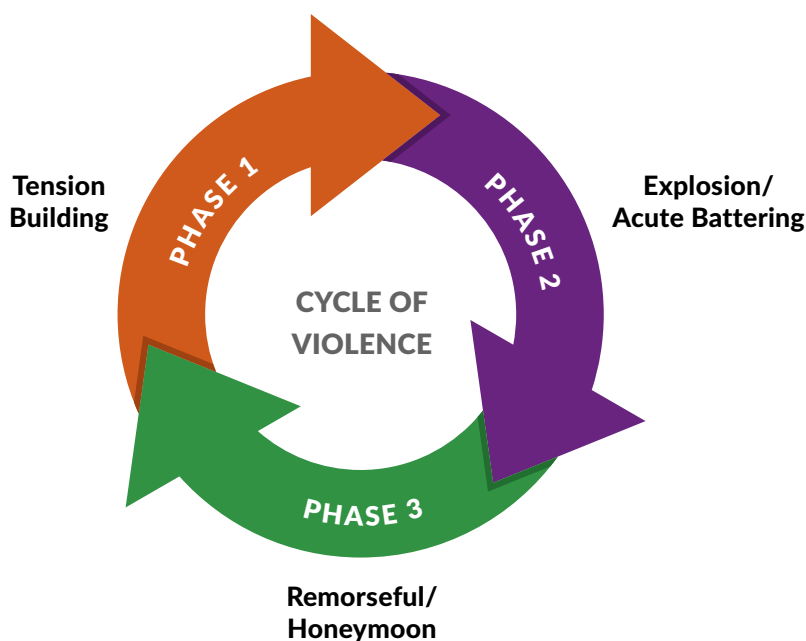 PHASE 1
Tension
Building
PHASE 2
Explosion/
Acute Battering
CYCLE OF
VIOLENCE
PHASE 3
Remorseful/
Honeymoon